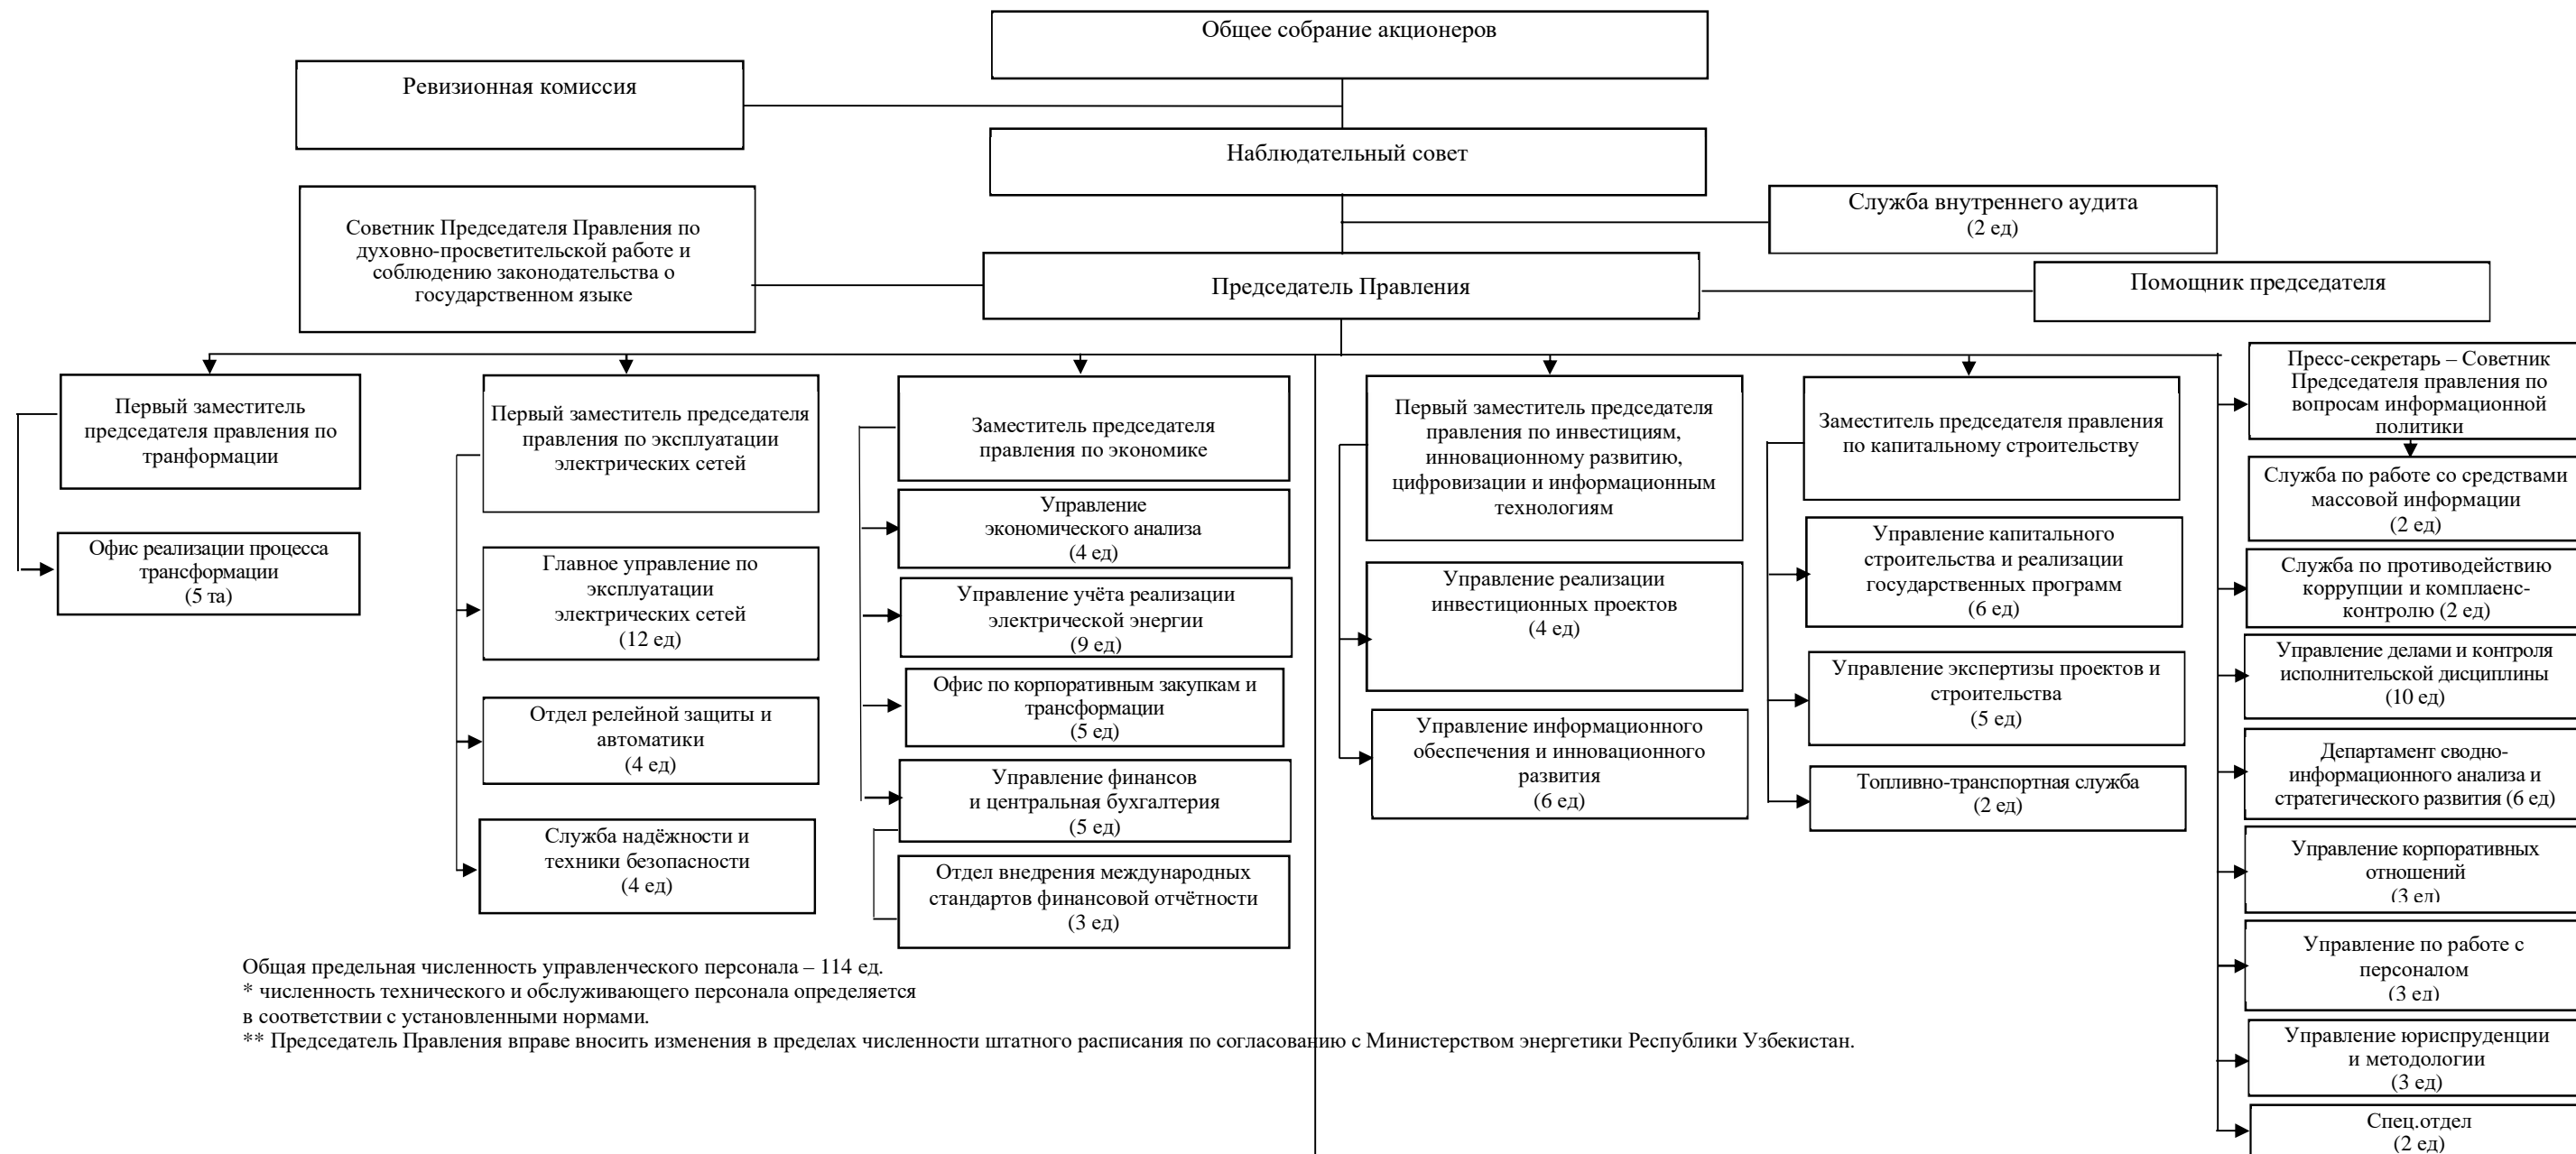 Общее собрание акционеров
Ревизионная комиссия
Наблюдательный совет
Служба внутреннего аудита
(2 ед)
Советник Председателя Правления по
духовно-просветительской работе и
соблюдению законодательства о
государственном языке
Председатель Правления
Помощник председателя
Первый заместитель
председателя правления по
транформации
Офис реализации процесса
трансформации
(5 та)
Первый заместитель председателя
правления по эксплуатации
электрических сетей
Главное управление по
эксплуатации
электрических сетей
(12 ед)
Отдел релейной защиты и
автоматики
(4 ед)
Служба надёжности и
техники безопасности
(4 ед)
Заместитель председателя
правления по экономике
Управление
экономического анализа
(4 ед)
Управление учёта реализации
электрической энергии
(9 ед)
Офис по корпоративным закупкам и
трансформации
(5 ед)
Управление финансов
и центральная бухгалтерия
(5 ед)
Отдел внедрения международных
стандартов финансовой отчётности
(3 ед)
Первый заместитель председателя
правления по инвестициям,
инновационному развитию,
цифровизации и информационным
технологиям
Управление реализации
инвестиционных проектов
(4 ед)
Управление информационного
обеспечения и инновационного
развития
(6 ед)
Заместитель председателя правления
по капитальному строительству
Управление капитального
строительства и реализации
государственных программ
(6 ед)
Управление экспертизы проектов и
строительства
(5 ед)
Топливно-транспортная служба
(2 ед)
Пресс-секретарь – Советник
Председателя правления по
вопросам информационной
политики
Служба по работе со средствами
массовой информации
(2 ед)
Служба по противодействию
коррупции и комплаенс-
контролю (2 ед)
Управление делами и контроля
исполнительской дисциплины
(10 ед)
Департамент сводно-
информационного анализа и
стратегического развития (6 ед)
Управление корпоративных
отношений
(3 ед)
Управление по работе с
персоналом
(3 ед)
Управление юриспруденции
и методологии
(3 ед)
Спец.отдел
(2 ед)
Общая предельная численность управленческого персонала – 114 ед.
* численность технического и обслуживающего персонала определяется
в соответствии с установленными нормами.
** Председатель Правления вправе вносить изменения в пределах численности штатного расписания по согласованию с Министерством энергетики Республики Узбекистан.